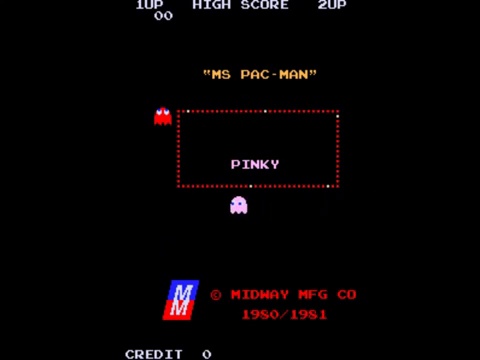 1UP HIGH SCORE 2UP
00
"MS PAC-MAN"
PINKY
MM
© MIDWAY MFG CO
1980/1981
CREDIT 0